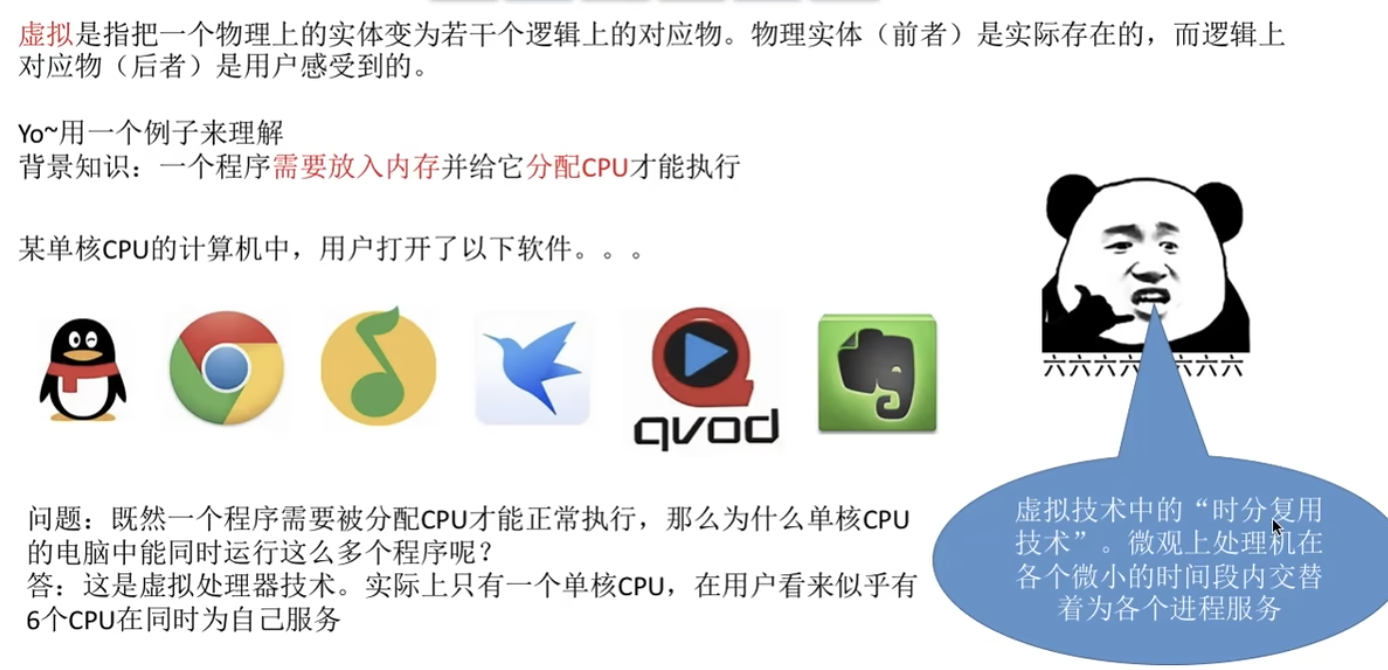 虚拟是指把一个物理上的实体变为若干个逻辑上的对应物。物理实体（前者）是实际存在的，而逻辑上
对应物（后者）是用户感受到的。
Yo~用一个例子来理解
背景知识：一个程序需要放入内存并给它分配CPU才能执行
某单核CPU的计算机中，用户打开了以下软件。。。
qvod
六六六六六六六六
问题：既然一个程序需要被分配CPU才能正常执行，那么为什么单核CPU
的电脑中能同时运行这么多个程序呢？
答：这是虚拟处理器技术。实际上只有一个单核CPU，在用户看来似乎有
6个CPU在同时为自己服务
虚拟技术中的“时分复用
技术”。微观上处理机在
各个微小的时间段内交替
着为各个进程服务